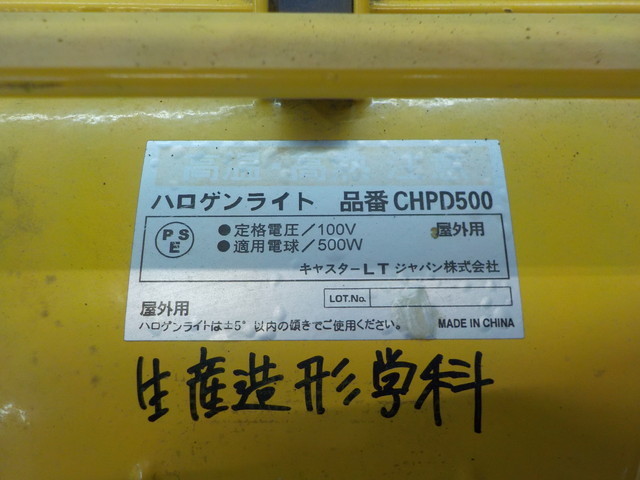 ハロゲンライト 品番 CHPD500
PSE
●定格電圧/100V 屋外用
●適用電球/500W
キャスターLTジャパン株式会社
LOT.No.
屋外用
ハロゲンライトは±5°以内の傾きでご使用ください。 MADE IN CHINA
生産造形学科